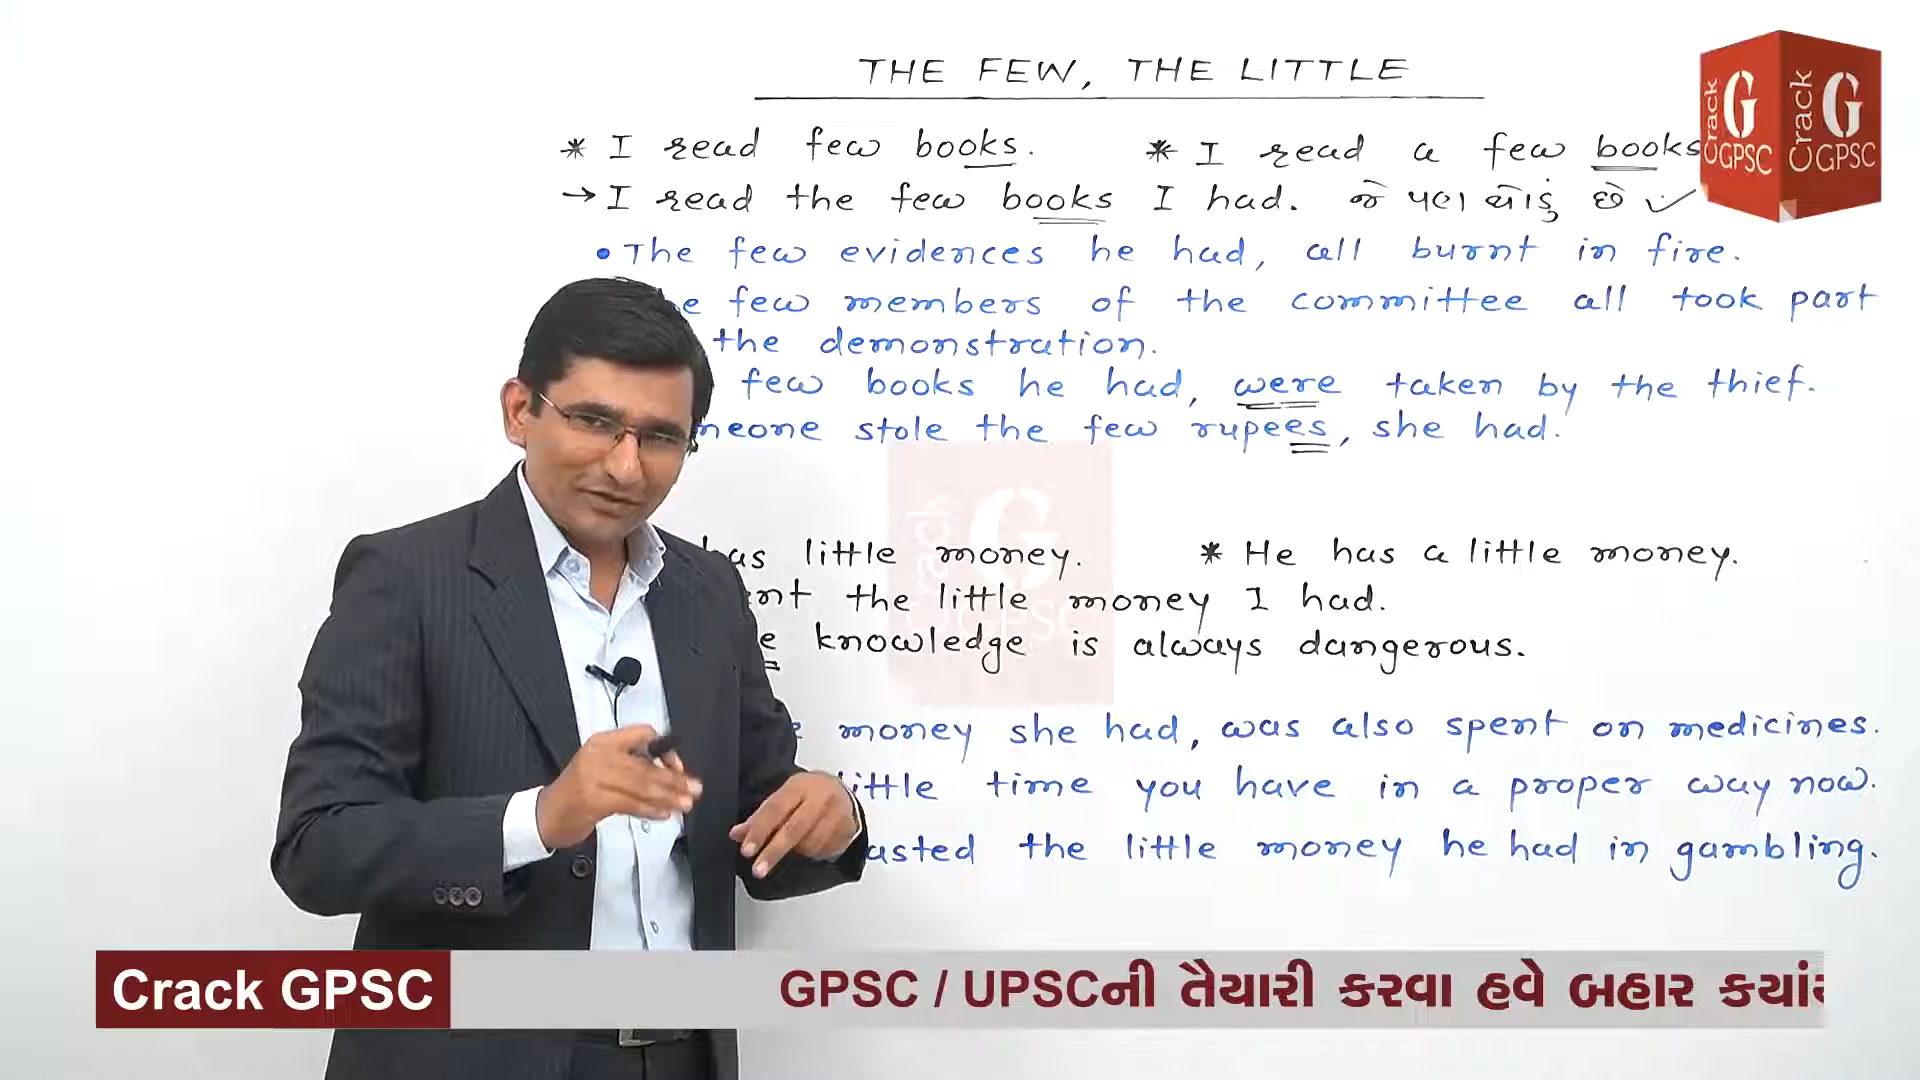 THE FEW, THE LITTLE
* I read few books. * I read a few books
→ I read the few books I had. જે પણ થોડું છે ✓
• The few evidences he had, all burnt in fire.
few members of the committee all took part
the demonstration.
few books he had, were taken by the thief.
stole the few rupees, she had.
has little money. * He has a little money.
the little money I had.
knowledge is always dangerous.
money she had, was also spent on medicines.
little time you have in a proper way now.
the little money he had in gambling.
Crack GPSC
Crack GPSC
Crack GPSC
Crack GPSC GPSC / UPSCની તૈયારી કરવા હવે બહાર